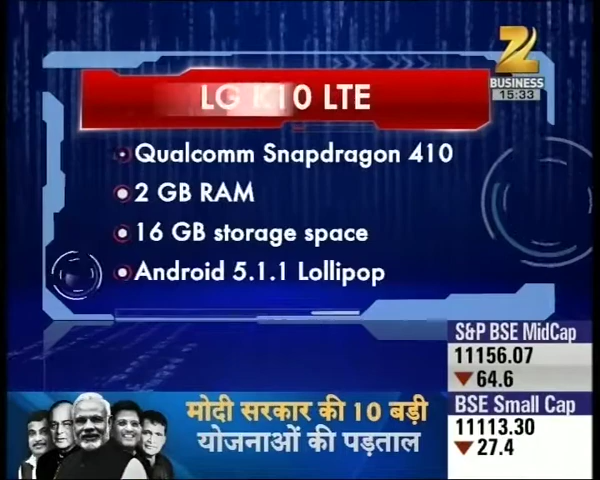 ZEE
BUSINESS
15:33
LG K10 LTE
Qualcomm Snapdragon 410
2 GB RAM
16 GB storage space
Android 5.1.1 Lollipop
S&P BSE MidCap
11156.07
64.6
BSE Small Cap
11113.30
27.4
मोदी सरकार की 10 बड़ी
योजनाओं की पड़ताल